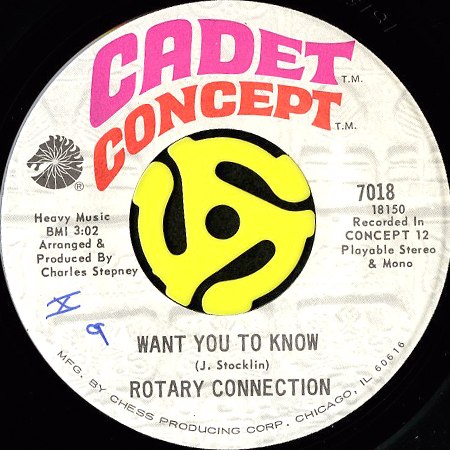 CADET
T.M.
CONCEPT
T.M.
®
7018
18150
Recorded In
CONCEPT 12
Playable Stereo
& Mono
Heavy Music
BMI 3:02
Arranged &
Produced By
Charles Stepney
X
9
WANT YOU TO KNOW
(J. Stocklin)
ROTARY CONNECTION
MFG. BY CHESS PRODUCING CORP. CHICAGO, IL 60616